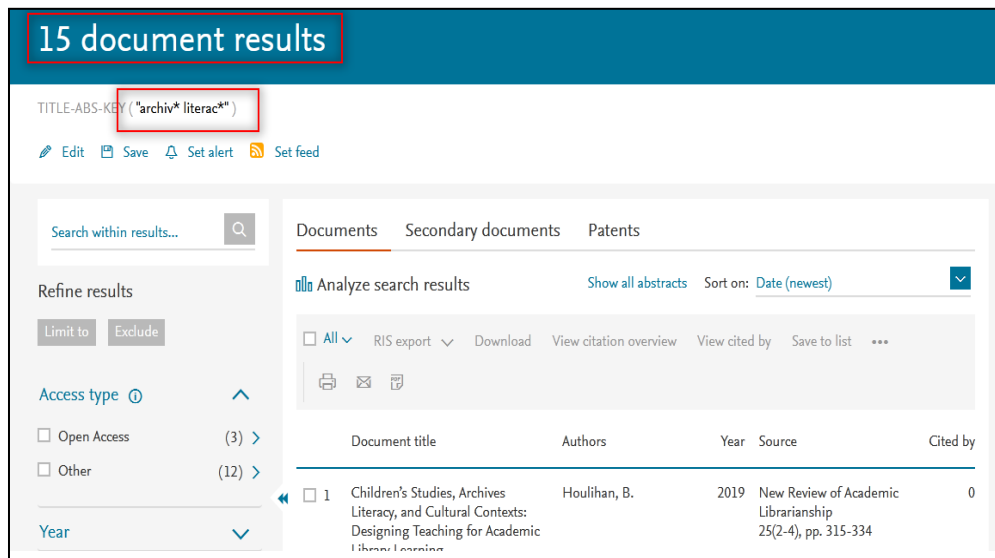 15 document results
TITLE-ABS-KEY ( "archiv* literac*" )
Edit Save Set alert Set feed
Search within results...
Refine results
Limit to Exclude
Access type
Open Access (3)
Other (12)
Year
Documents Secondary documents Patents
Analyze search results Show all abstracts Sort on: Date (newest)
All RIS export Download View citation overview View cited by Save to list •••
PDF
Document title Authors Year Source Cited by
1 Children's Studies, Archives Houlihan, B. 2019 New Review of Academic 0
Literacy, and Cultural Contexts: Librarianship
Designing Teaching for Academic 25(2-4), pp. 315-334
Library Learning